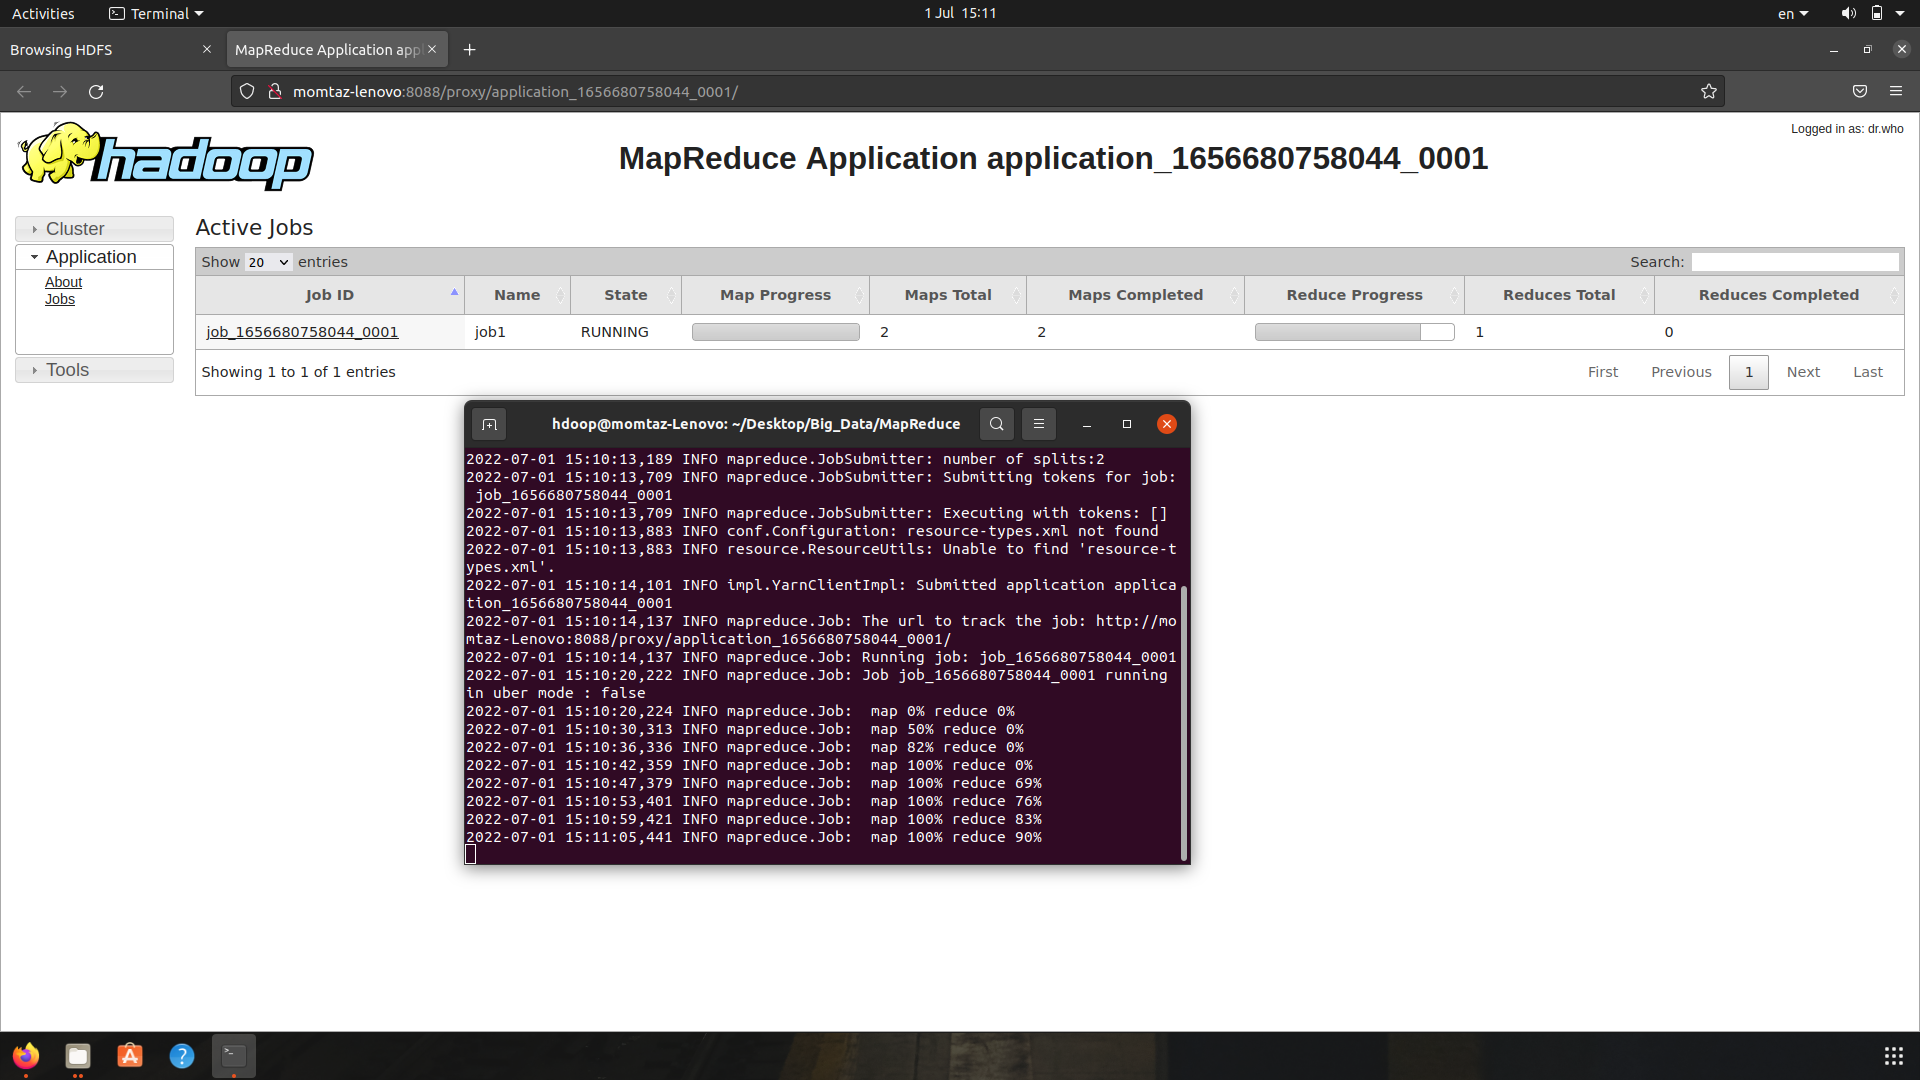 Activities
Terminal
1 Jul 15:11
en
Browsing HDFS
MapReduce Application app
momtaz-lenovo:8088/proxy/application_1656680758044_0001/
hadoop
MapReduce Application application_1656680758044_0001
Logged in as: dr.who
Cluster
Application
About
Jobs
Tools
Active Jobs
Show 20 entries
Search:
Job ID Name State Map Progress Maps Total Maps Completed Reduce Progress Reduces Total Reduces Completed
job_1656680758044_0001 job1 RUNNING 2 2 1 0
Showing 1 to 1 of 1 entries
First Previous 1 Next Last
hdoop@momtaz-Lenovo: ~/Desktop/Big_Data/MapReduce
2022-07-01 15:10:13,189 INFO mapreduce.JobSubmitter: number of splits:2
2022-07-01 15:10:13,709 INFO mapreduce.JobSubmitter: Submitting tokens for job:
job_1656680758044_0001
2022-07-01 15:10:13,709 INFO mapreduce.JobSubmitter: Executing with tokens: []
2022-07-01 15:10:13,883 INFO conf.Configuration: resource-types.xml not found
2022-07-01 15:10:13,883 INFO resource.ResourceUtils: Unable to find 'resource-t
ypes.xml'.
2022-07-01 15:10:14,101 INFO impl.YarnClientImpl: Submitted application applica
tion_1656680758044_0001
2022-07-01 15:10:14,137 INFO mapreduce.Job: The url to track the job: http://mo
mtaz-Lenovo:8088/proxy/application_1656680758044_0001/
2022-07-01 15:10:14,137 INFO mapreduce.Job: Running job: job_1656680758044_0001
2022-07-01 15:10:20,222 INFO mapreduce.Job: Job job_1656680758044_0001 running
in uber mode : false
2022-07-01 15:10:20,224 INFO mapreduce.Job:  map 0% reduce 0%
2022-07-01 15:10:30,313 INFO mapreduce.Job:  map 50% reduce 0%
2022-07-01 15:10:36,336 INFO mapreduce.Job:  map 82% reduce 0%
2022-07-01 15:10:42,359 INFO mapreduce.Job:  map 100% reduce 0%
2022-07-01 15:10:47,379 INFO mapreduce.Job:  map 100% reduce 69%
2022-07-01 15:10:53,401 INFO mapreduce.Job:  map 100% reduce 76%
2022-07-01 15:10:59,421 INFO mapreduce.Job:  map 100% reduce 83%
2022-07-01 15:11:05,441 INFO mapreduce.Job:  map 100% reduce 90%